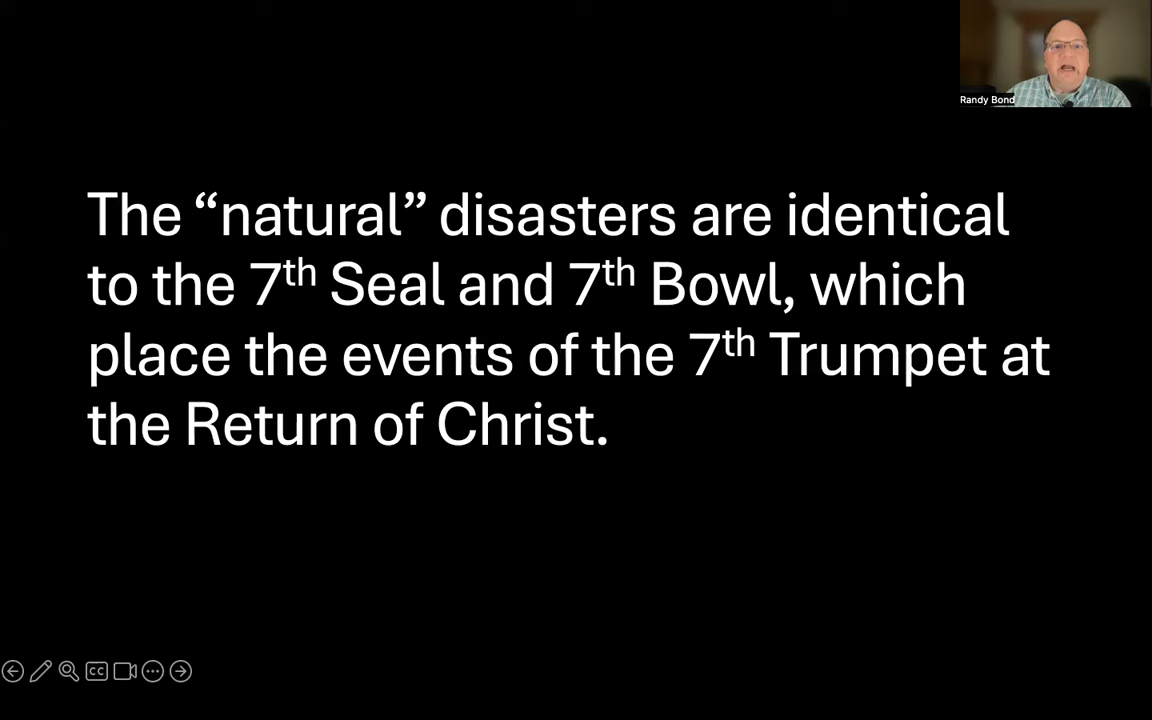 Randy Bond
The “natural” disasters are identical
to the 7th Seal and 7th Bowl, which
place the events of the 7th Trumpet at
the Return of Christ.
CC